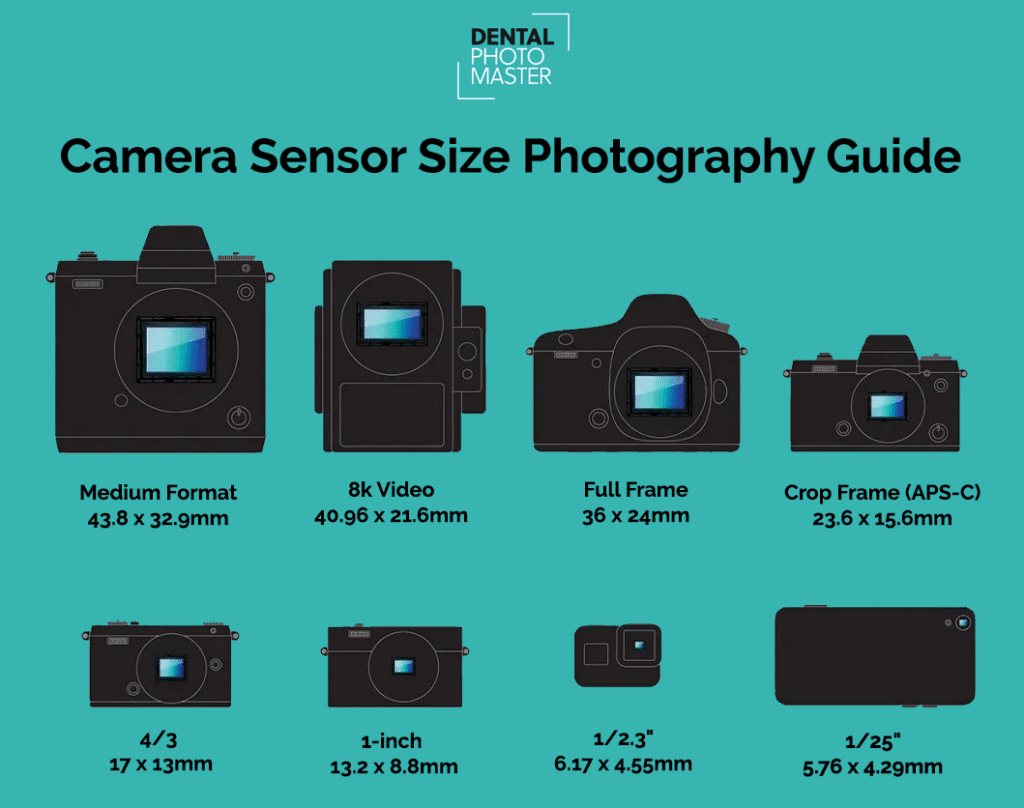 DENTAL
PHOTO
MASTER
Camera Sensor Size Photography Guide
Medium Format
43.8 x 32.9mm
8k Video
40.96 x 21.6mm
Full Frame
36 x 24mm
Crop Frame (APS-C)
23.6 x 15.6mm
4/3
17 x 13mm
1-inch
13.2 x 8.8mm
1/2.3"
6.17 x 4.55mm
1/25"
5.76 x 4.29mm